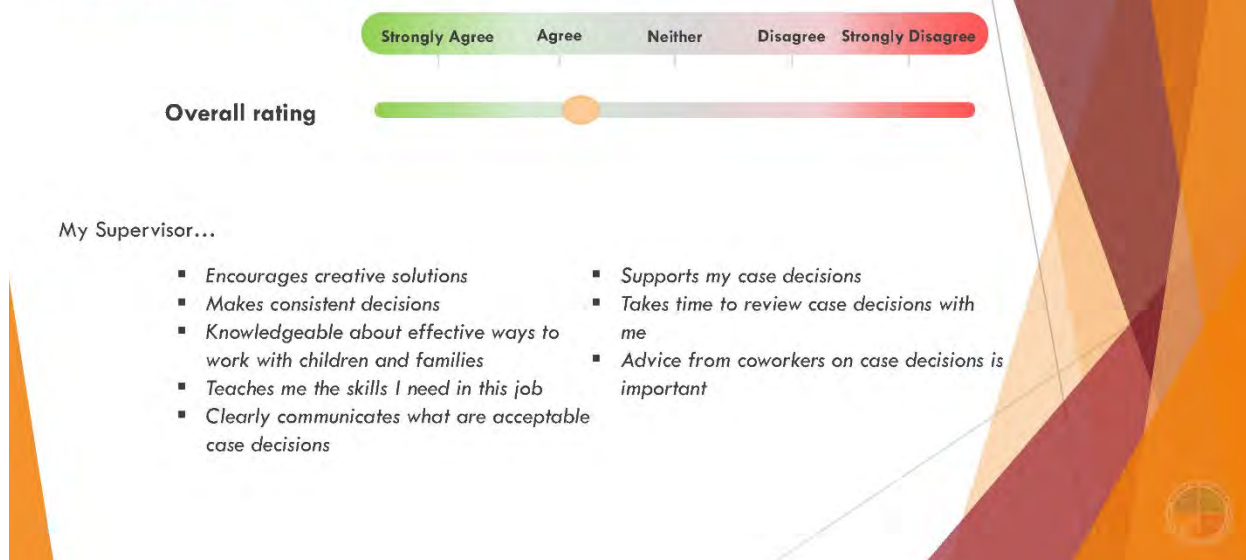 Strongly Agree Agree Neither Disagree Strongly Disagree
Overall rating
My Supervisor...
▪ Encourages creative solutions
▪ Makes consistent decisions
▪ Knowledgeable about effective ways to
work with children and families
▪ Teaches me the skills I need in this job
▪ Clearly communicates what are acceptable
case decisions
▪ Supports my case decisions
▪ Takes time to review case decisions with
me
▪ Advice from coworkers on case decisions is
important